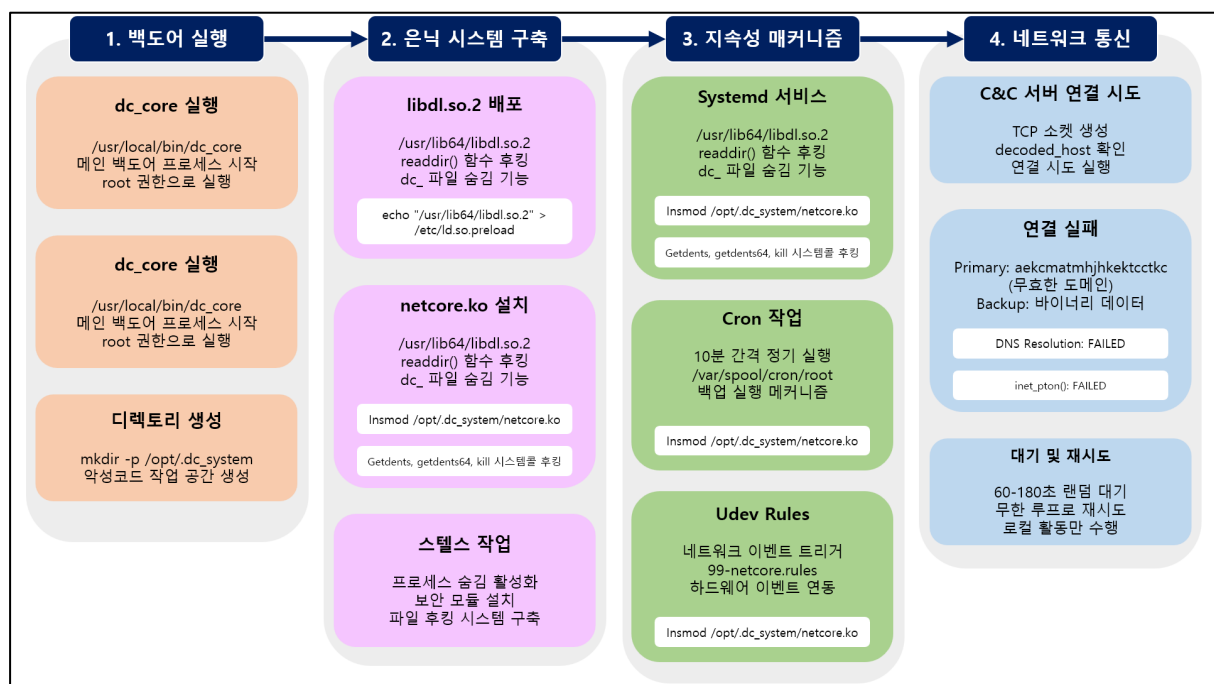 1. 백도어 실행
dc_core 실행
/usr/local/bin/dc_core
메인 백도어 프로세스 시작
root 권한으로 실행
dc_core 실행
/usr/local/bin/dc_core
메인 백도어 프로세스 시작
root 권한으로 실행
디렉토리 생성
mkdir -p /opt/.dc_system
악성코드 작업 공간 생성
2. 은닉 시스템 구축
libdl.so.2 배포
/usr/lib64/libdl.so.2
readdir() 함수 후킹
dc_ 파일 숨김 기능
echo "/usr/lib64/libdl.so.2" >
/etc/ld.so.preload
netcore.ko 설치
/usr/lib64/libdl.so.2
readdir() 함수 후킹
dc_ 파일 숨김 기능
Insmod /opt/.dc_system/netcore.ko
Getdents, getdents64, kill 시스템콜 후킹
스텔스 작업
프로세스 숨김 활성화
보안 모듈 설치
파일 후킹 시스템 구축
3. 지속성 매커니즘
Systemd 서비스
/usr/lib64/libdl.so.2
readdir() 함수 후킹
dc_ 파일 숨김 기능
Insmod /opt/.dc_system/netcore.ko
Getdents, getdents64, kill 시스템콜 후킹
Cron 작업
10분 간격 정기 실행
/var/spool/cron/root
백업 실행 메커니즘
Insmod /opt/.dc_system/netcore.ko
Udev Rules
네트워크 이벤트 트리거
99-netcore.rules
하드웨어 이벤트 연동
Insmod /opt/.dc_system/netcore.ko
4. 네트워크 통신
C&C 서버 연결 시도
TCP 소켓 생성
decoded_host 확인
연결 시도 실행
연결 실패
Primary: aekcmatmhjhkektcctkc
(무효한 도메인)
Backup: 바이너리 데이터
DNS Resolution: FAILED
inet_pton(): FAILED
대기 및 재시도
60-180초 랜덤 대기
무한 루프로 재시도
로컬 활동만 수행